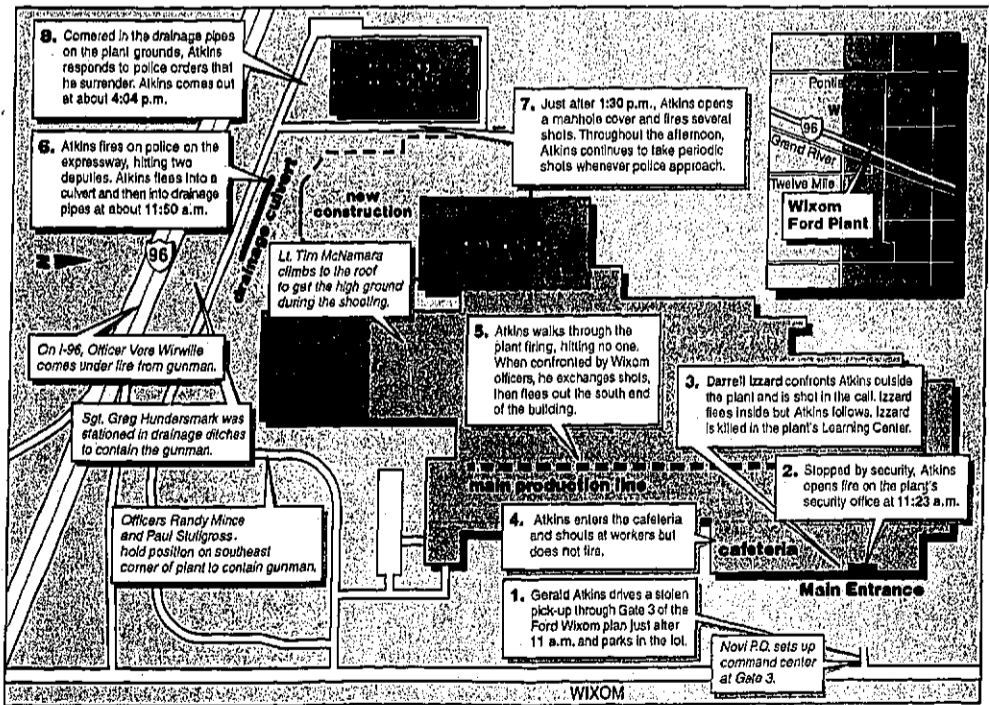 8. Cornered in the drainage pipes
on the plant grounds, Atkins
responds to police orders that
he surrender. Atkins comes out
at about 4:04 p.m.
6. Atkins fires on police on the
expressway, hitting two
deputies. Atkins flees into a
culvert and then into drainage
pipes at about 11:50 a.m.
7. Just after 1:30 p.m., Atkins opens
a manhole cover and fires several
shots. Throughout the afternoon,
Atkins continues to take periodic
shots whenever police approach.
Pontia
W
96
Grand River
Twelve Mile
Wixom
Ford Plant
new
construction
drainage culvert
N
96
Lt. Tim McNamara
climbs to the roof
to get the high ground
during the shooting.
On I-96, Officer Vere Wirwille
comes under fire from gunman.
Sgt. Greg Hundersmark was
stationed in drainage ditches
to contain the gunman.
Officers Randy Mince
and Paul Stullgross.
hold position on southeast
corner of plant to contain gunman.
5. Atkins walks through the
plant firing, hitting no one.
When confronted by Wixom
officers, he exchanges shots,
then flees out the south end
of the building.
3. Darrell Izzard confronts Atkins outside
the plant and is shot in the calf. Izzard
flees inside but Atkins follows. Izzard
is killed in the plant's Learning Center.
main production line
2. Stopped by security, Atkins
opens fire on the plant's
security office at 11:23 a.m.
4. Atkins enters the cafeteria
and shouts at workers but
does not fire.
cafeteria
Main Entrance
1. Gerald Atkins drives a stolen
pick-up through Gate 3 of the
Ford Wixom plan just after
11 a.m. and parks in the lot.
Novi P.D. sets up
command center
at Gate 3.
WIXOM